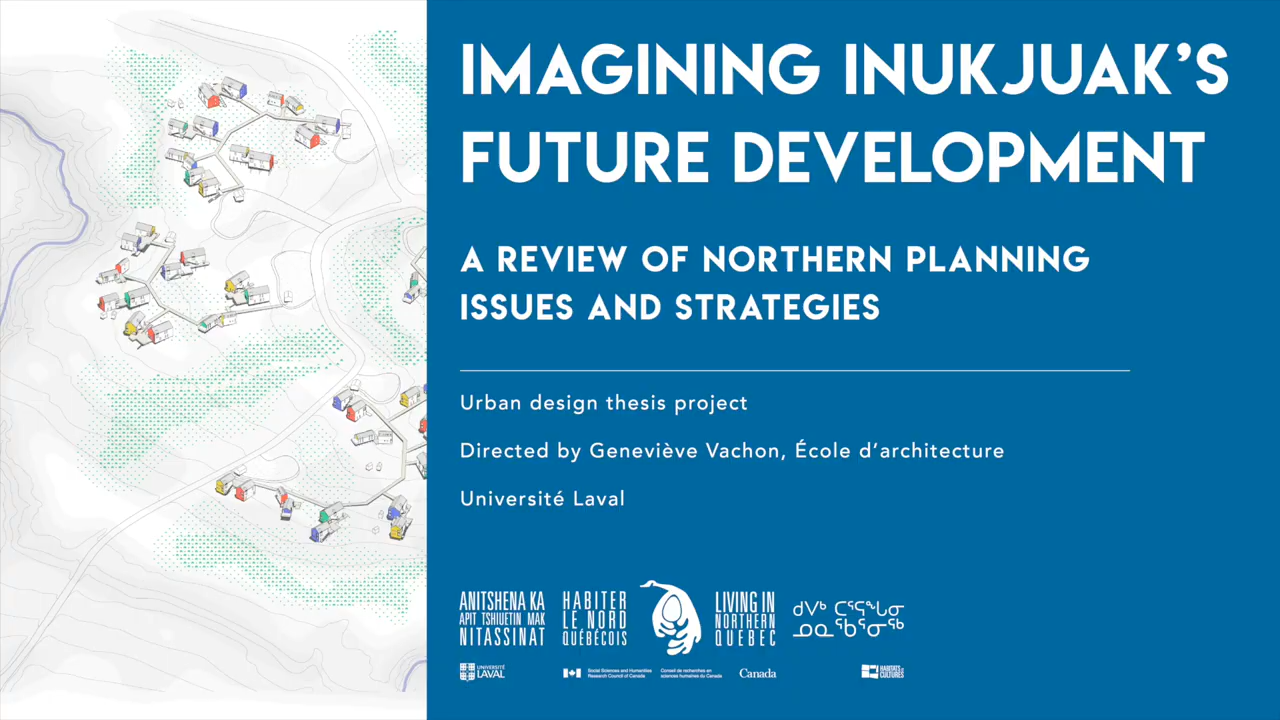 IMAGINING INUKJUAK'S
FUTURE DEVELOPMENT
A REVIEW OF NORTHERN PLANNING
ISSUES AND STRATEGIES
Urban design thesis project
Directed by Geneviève Vachon, École d'architecture
Université Laval
ANITSHENA KA
APIT TSHIUETIN MAK
NITASSINAT
HABITER
LE NORD
QUÉBÉCOIS
LIVING IN
NORTHERN
QUEBEC
ᑯᐯᒃ ᑕᕐᕋᖓᓂ
ᓄᓇᖃᕐᓂᖅ
UNIVERSITÉ
LAVAL
Social Sciences and Humanities
Research Council of Canada
Conseil de recherches en
sciences humaines du Canada
Canada
HABITATS
CULTURES